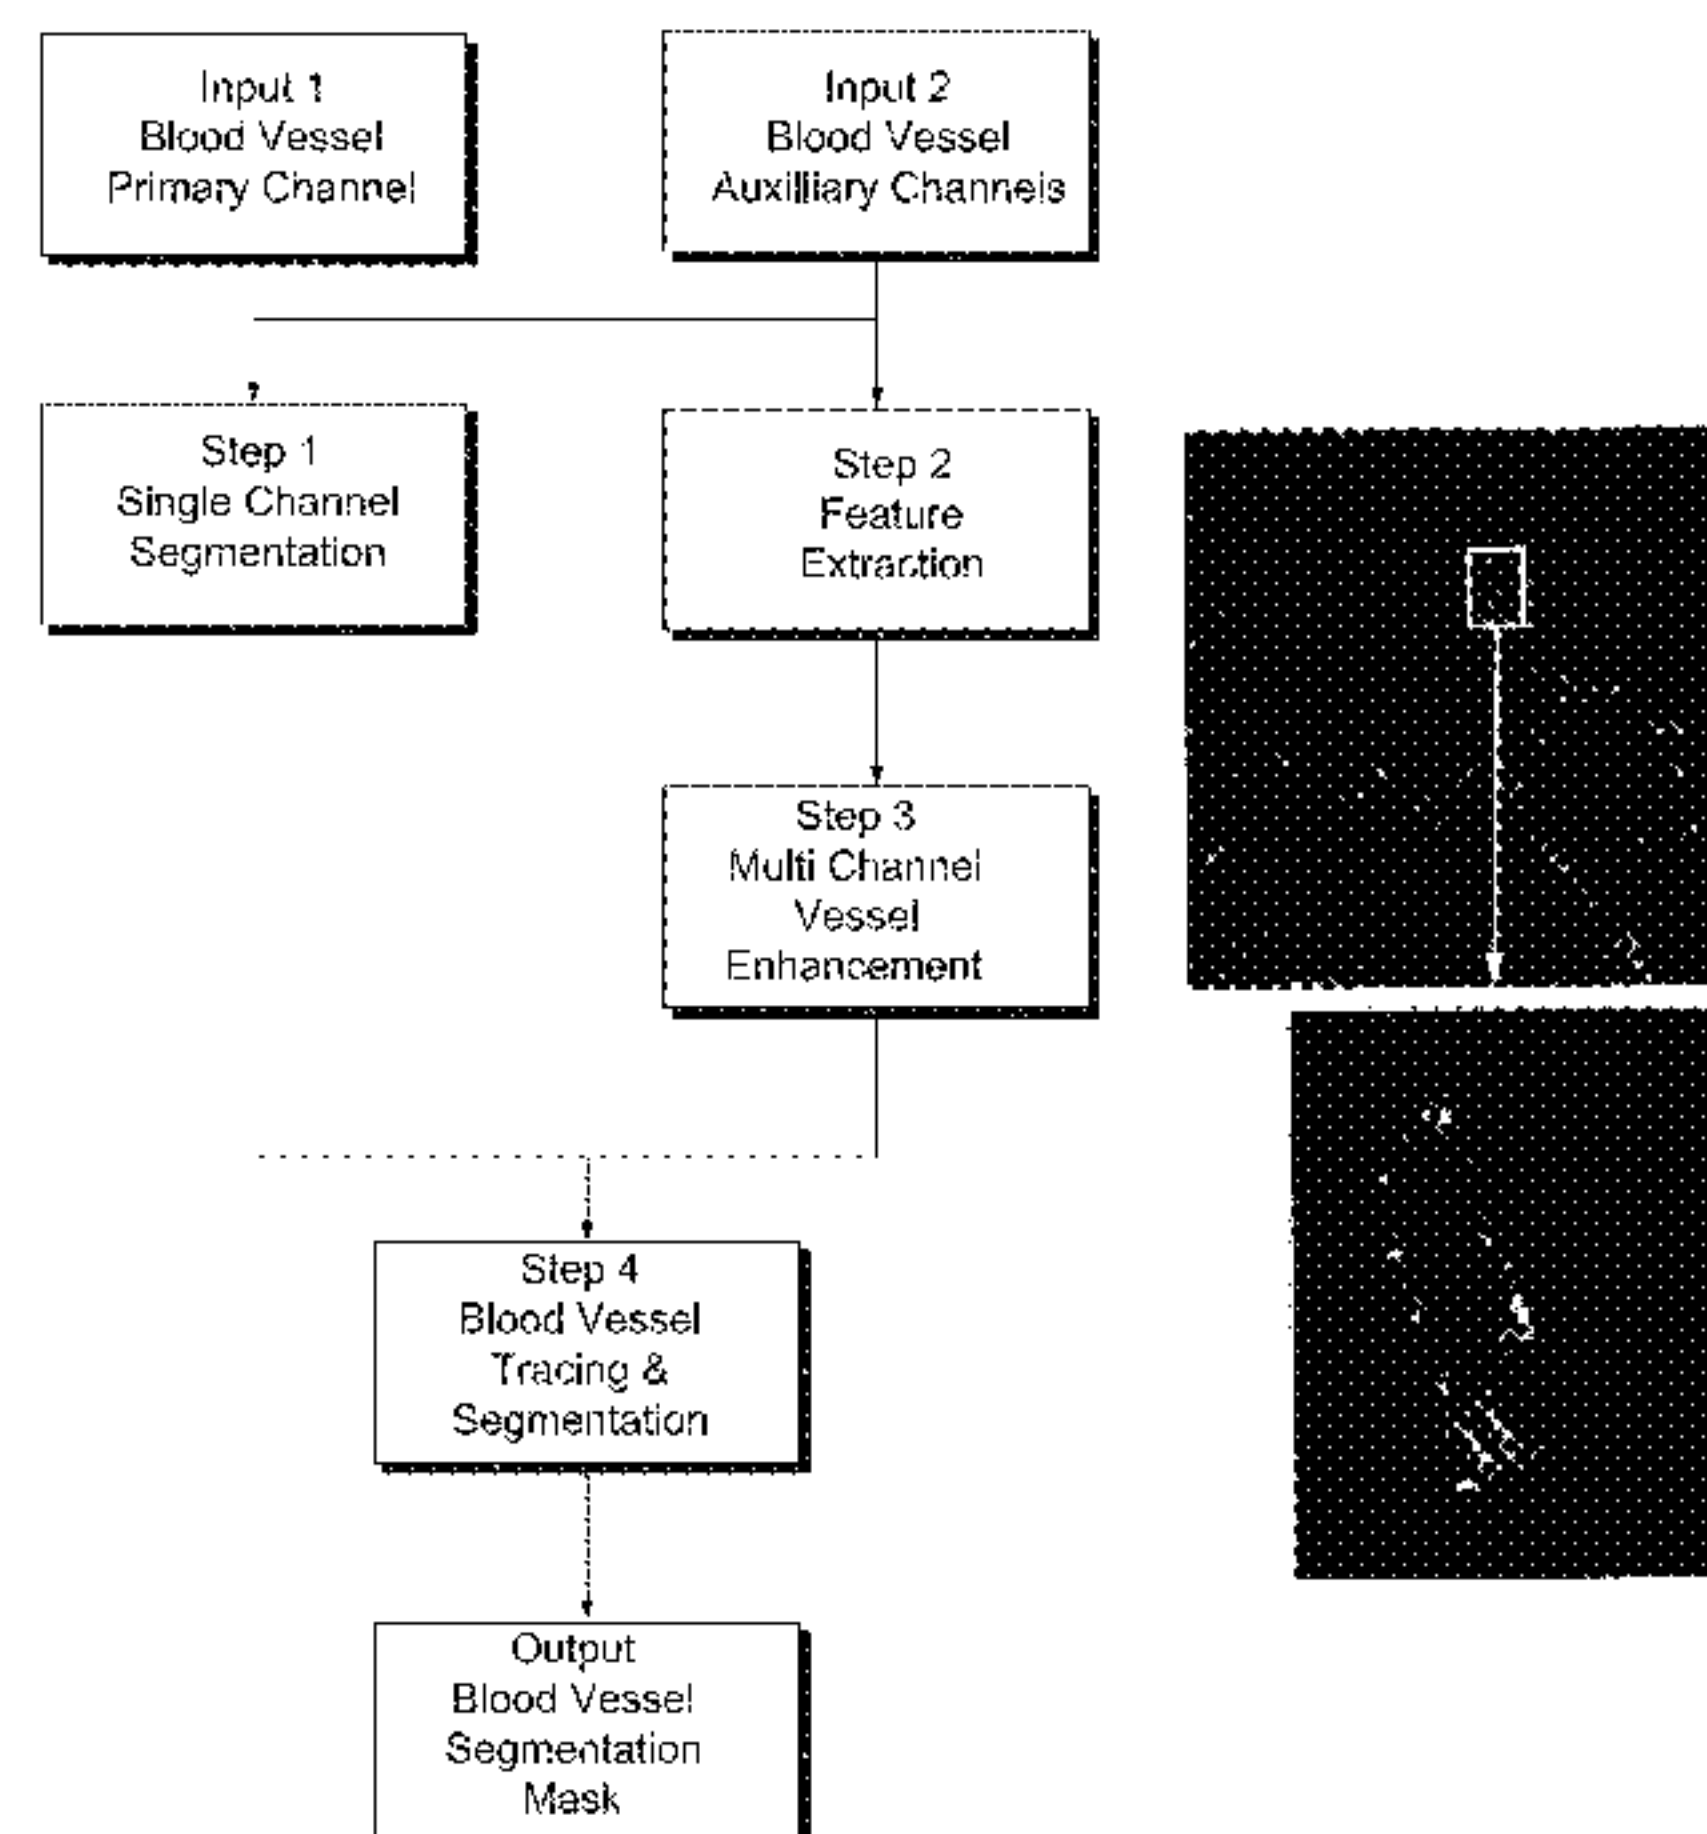 Input 1
Blood Vessel
Primary Channel
Input 2
Blood Vessel
Auxilliary Channels
Step 1
Single Channel
Segmentation
Step 2
Feature
Extraction
Step 3
Multi Channel
Vessel
Enhancement
Step 4
Blood Vessel
Tracing &
Segmentation
Output
Blood Vessel
Segmentation
Mask